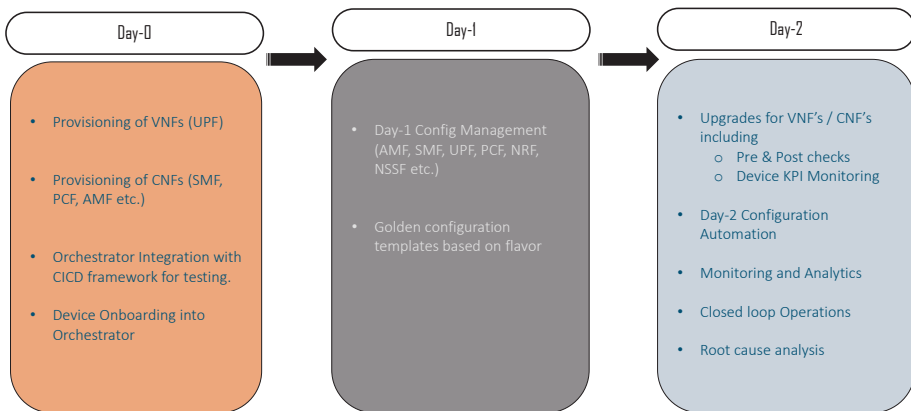 Day-0
• Provisioning of VNFs (UPF)
• Provisioning of CNFs (SMF,
PCF, AMF etc.)
• Orchestrator Integration with
CICD framework for testing.
• Device Onboarding into
Orchestrator
Day-1
• Day-1 Config Management
(AMF, SMF, UPF, PCF, NRF,
NSSF etc.)
• Golden configuration
templates based on flavor
Day-2
• Upgrades for VNF's / CNF's
including
o Pre & Post checks
o Device KPI Monitoring
• Day-2 Configuration
Automation
• Monitoring and Analytics
• Closed loop Operations
• Root cause analysis